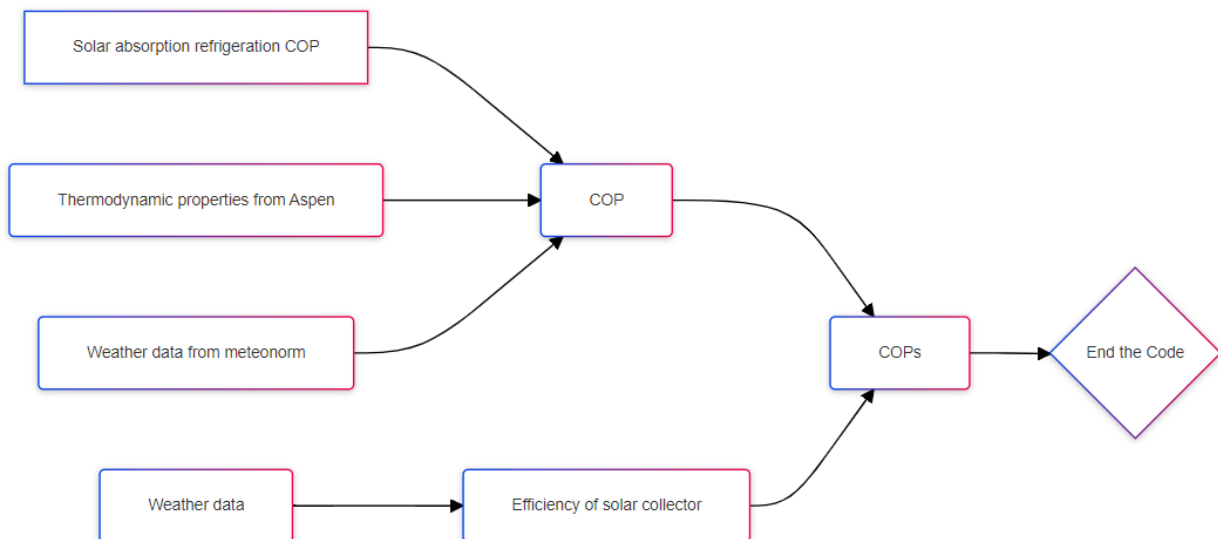 Solar absorption refrigeration COP
Thermodynamic properties from Aspen
COP
Weather data from meteonorm
COPs
End the Code
Weather data
Efficiency of solar collector